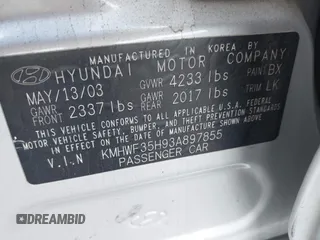 MANUFACTURED IN KOREA BY
HYUNDAI MOTOR COMPANY
MAY/13/03 GVWR 4233 lbs PAINT BX
GAWR FRONT 2337 lbs GAWR REAR 2017 lbs TRIM LK
THIS VEHICLE CONFORMS TO ALL APPLICABLE U.S.A. FEDERAL
MOTOR VEHICLE SAFETY, BUMPER, AND THEFT PREVENTION STANDARDS
IN EFFECT ON THE DATE OF MANUFACTURE SHOWN ABOVE.
V.I.N KMHWF35H93A897855
PASSENGER CAR
DREAMBID